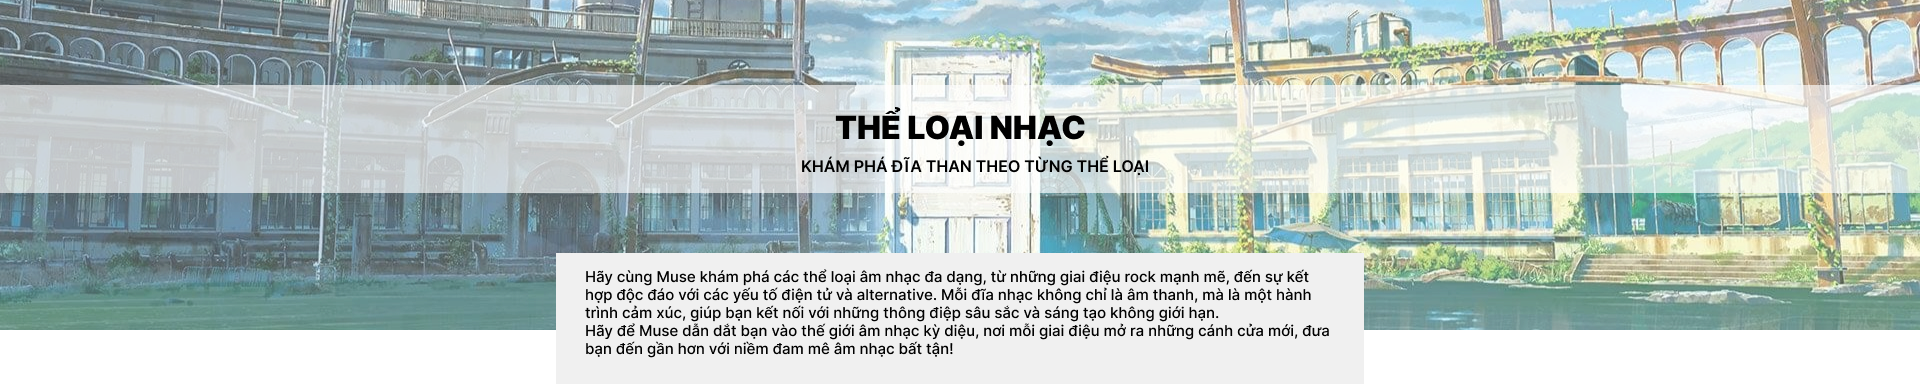 THỂ LOẠI NHẠC
KHÁM PHÁ ĐĨA THAN THEO TỪNG THỂ LOẠI
Hãy cùng Muse khám phá các thể loại âm nhạc đa dạng, từ những giai điệu rock mạnh mẽ, đến sự kết
hợp độc đáo với các yếu tố điện tử và alternative. Mỗi đĩa nhạc không chỉ là âm thanh, mà là một hành
trình cảm xúc, giúp bạn kết nối với những thông điệp sâu sắc và sáng tạo không giới hạn.
Hãy để Muse dẫn dắt bạn vào thế giới âm nhạc kỳ diệu, nơi mỗi giai điệu mở ra những cánh cửa mới, đưa
bạn đến gần hơn với niềm đam mê âm nhạc bất tận!